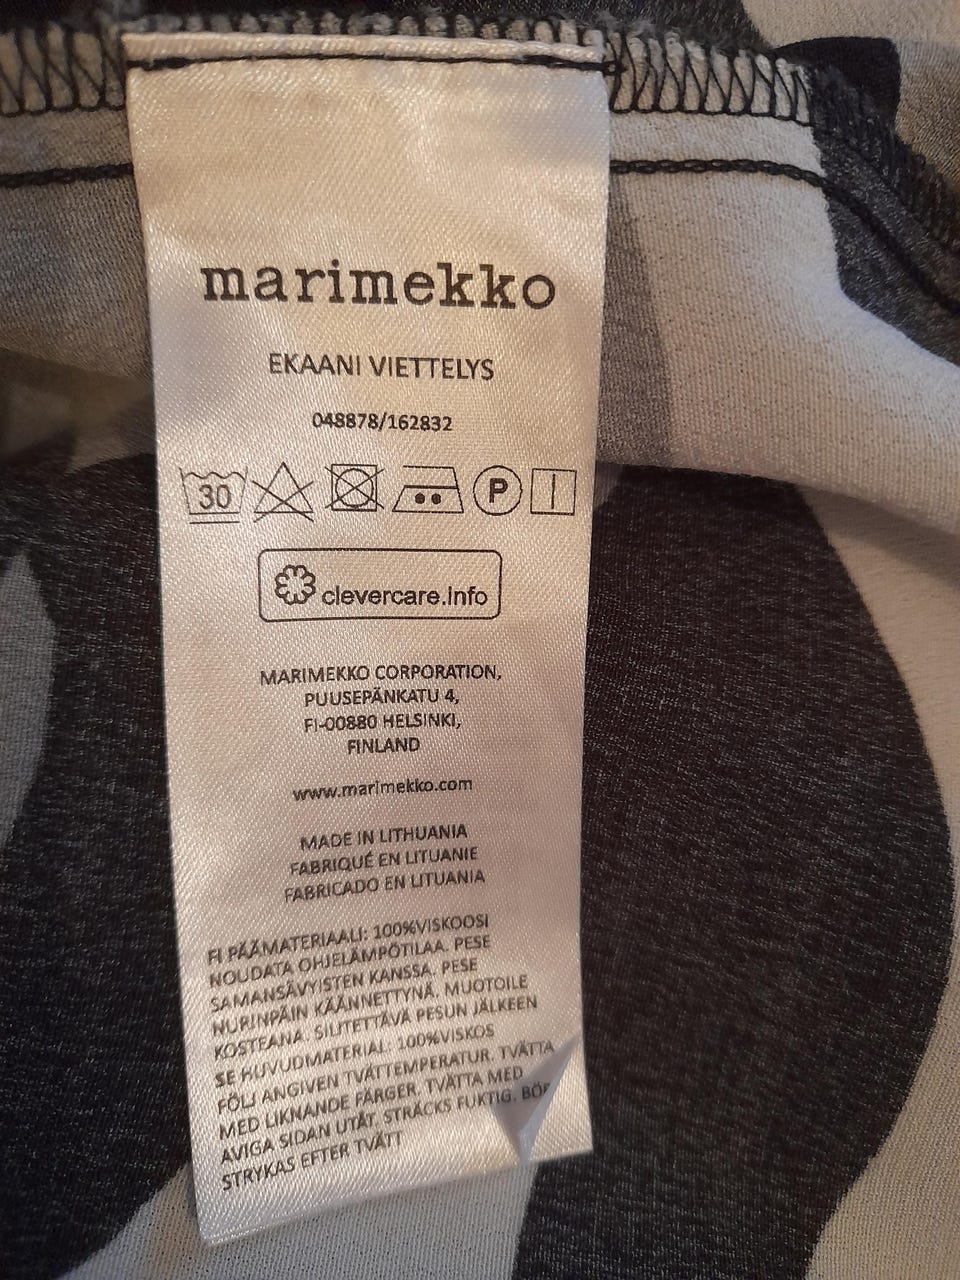 marimekko
EKAANI VIETTELYS
048878/162832
30 P
clevercare.info
MARIMEKKO CORPORATION,
PUUSEPÄNKATU 4,
FI-00880 HELSINKI,
FINLAND
www.marimekko.com
MADE IN LITHUANIA
FABRIQUÉ EN LITUANIE
FABRICADO EN LITUANIA
FI PÄÄMATERIAALI: 100%VISKOOSI
NOUDATA OHJELÄMPÖTILAA. PESE
SAMANSÄVYISTEN KANSSA. PESE
NURINPÄIN KÄÄNNETTYNÄ. MUOTOILE
KOSTEANA. SILITETTÄVÄ PESUN JÄLKEEN
SE HUVUDMATERIAL: 100%VISKOS
FÖLJ ANGIVEN TVÄTTEMPERATUR. TVÄTTA
MED LIKNANDE FÄRGER. TVÄTTA MED
AVIGA SIDAN UTÅT. STRÄCKS FUKTIG. BÖR
STRYKAS EFTER TVÄTT